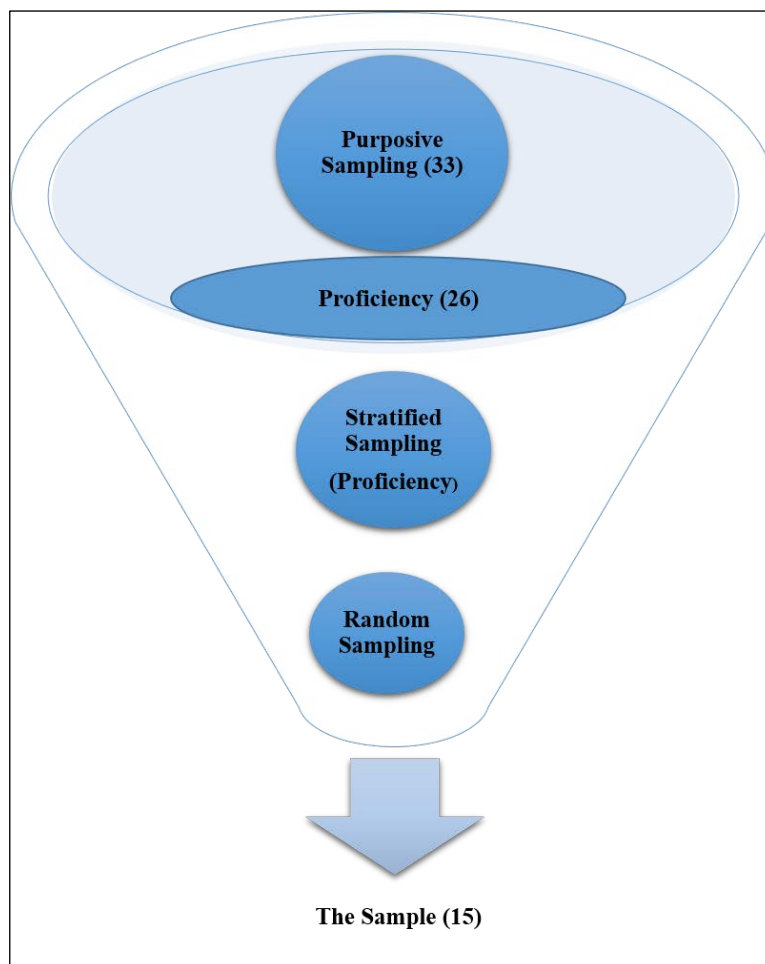 Purposive
Sampling (33)
Proficiency (26)
Stratified
Sampling
(Proficiency)
Random
Sampling
The Sample (15)